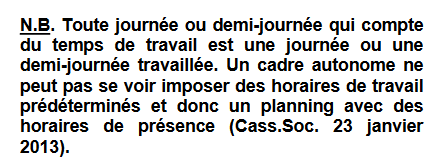 N.B. Toute journée ou demi-journée qui compte
du temps de travail est une journée ou une
demi-journée travaillée. Un cadre autonome ne
peut pas se voir imposer des horaires de travail
prédéterminés et donc un planning avec des
horaires de présence (Cass.Soc. 23 janvier
2013).